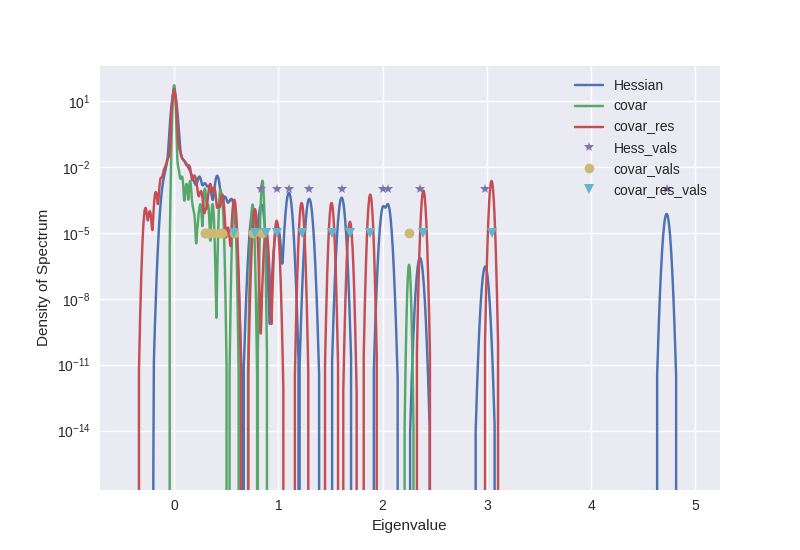 Hessian
covar
covar_res
Hess_vals
covar_vals
covar_res_vals
10^1
10^-2
10^-5
10^-8
10^-11
10^-14
Density of Spectrum
0 1 2 3 4 5
Eigenvalue